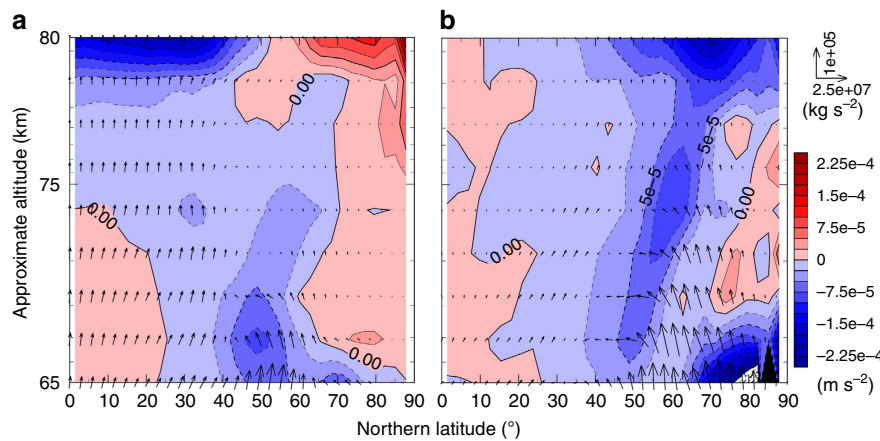 a
b
80
75
65
Approximate altitude (km)
0.00
0.00
0.00
0 10 20 30 40 50 60 70 80 90
0.00
5e–5
5e–5
0.00
0 10 20 30 40 50 60 70 80 90
Northern latitude (°)
1e+05
2.5e+07
(kg s⁻²)
2.25e–4
1.5e–4
7.5e–5
0
–7.5e–5
–1.5e–4
–2.25e–4
(m s⁻²)